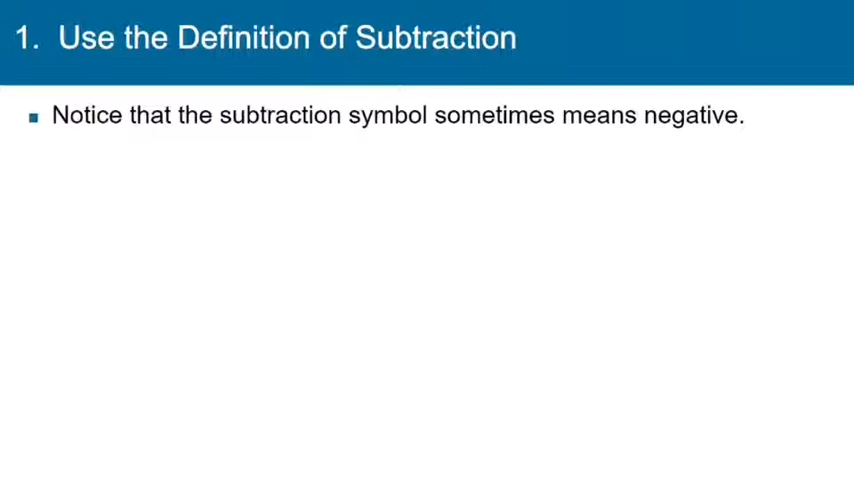 1. Use the Definition of Subtraction
Notice that the subtraction symbol sometimes means negative.